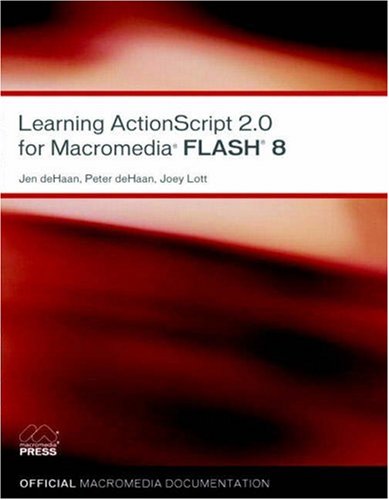 Learning ActionScript 2.0
for Macromedia® FLASH® 8
Jen deHaan, Peter deHaan, Joey Lott
macromedia®
PRESS
OFFICIAL MACROMEDIA DOCUMENTATION